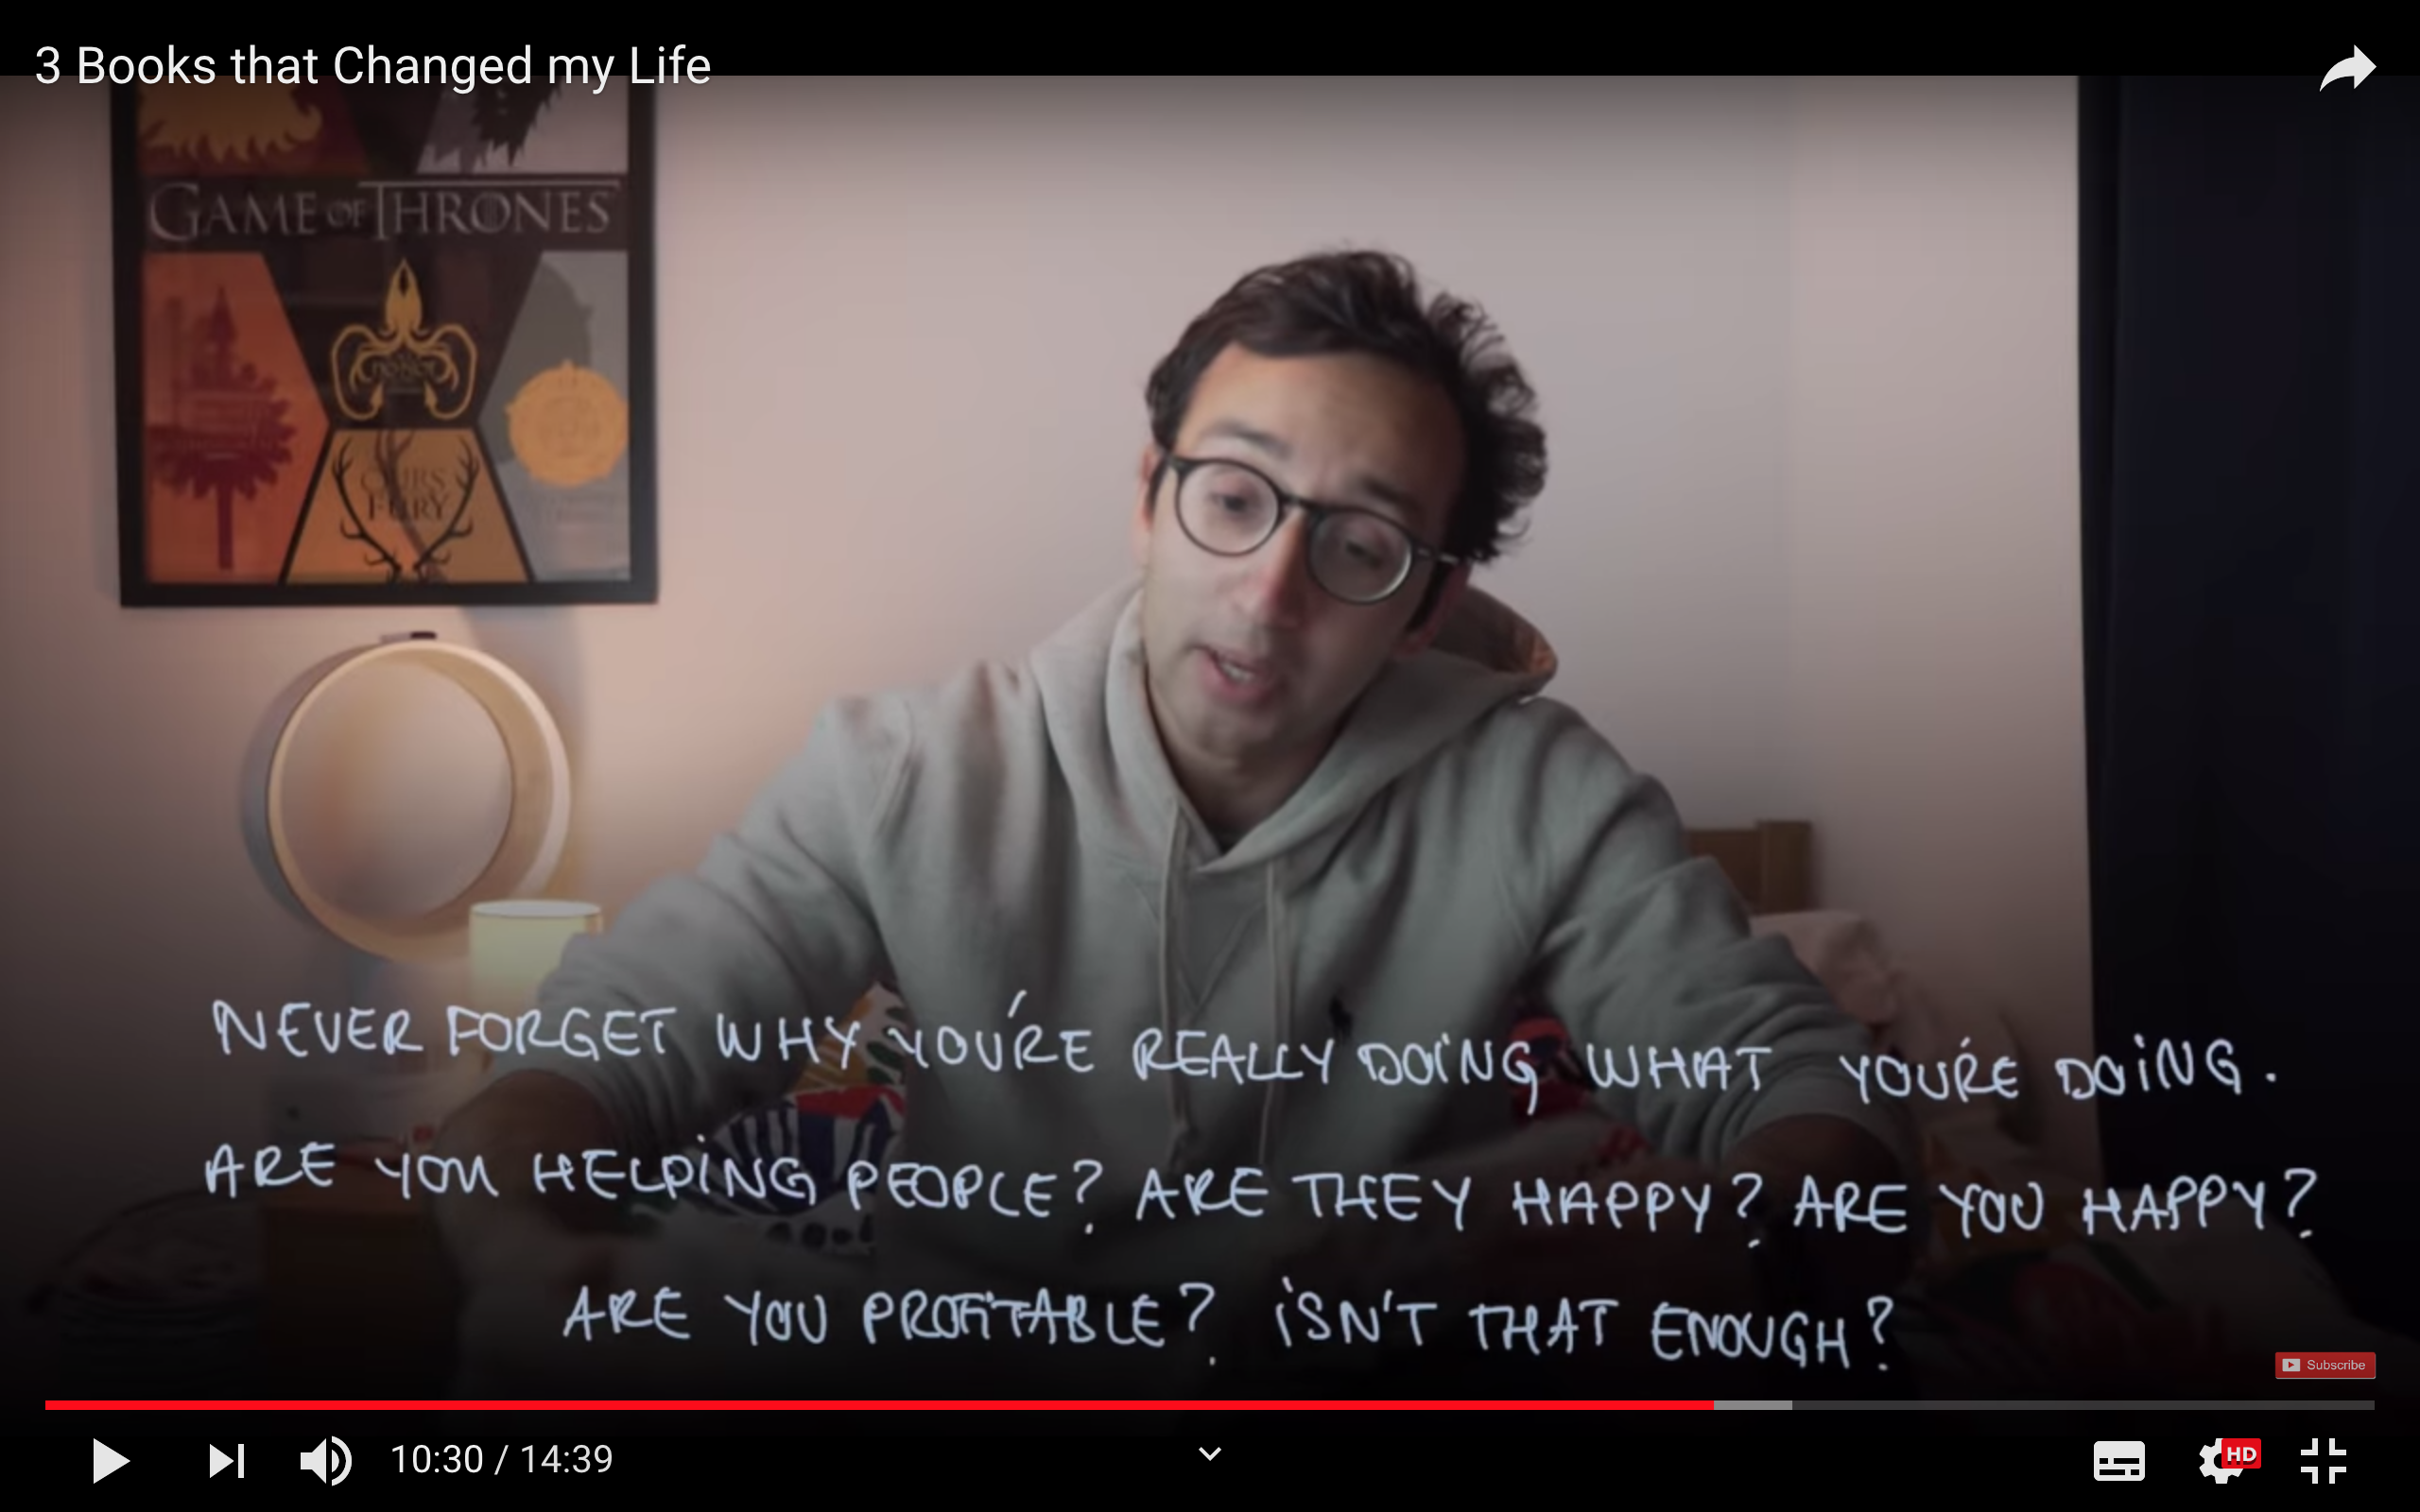 3 Books that Changed my Life
GAME OF THRONES
OURS
FURY
NEVER FORGET WHY YOU'RE REALLY DOING WHAT YOU'RE DOING.
ARE YOU HELPING PEOPLE? ARE THEY HAPPY? ARE YOU HAPPY?
ARE YOU PROFITABLE? ISN'T THAT ENOUGH?
Subscribe
10:30 / 14:39
HD